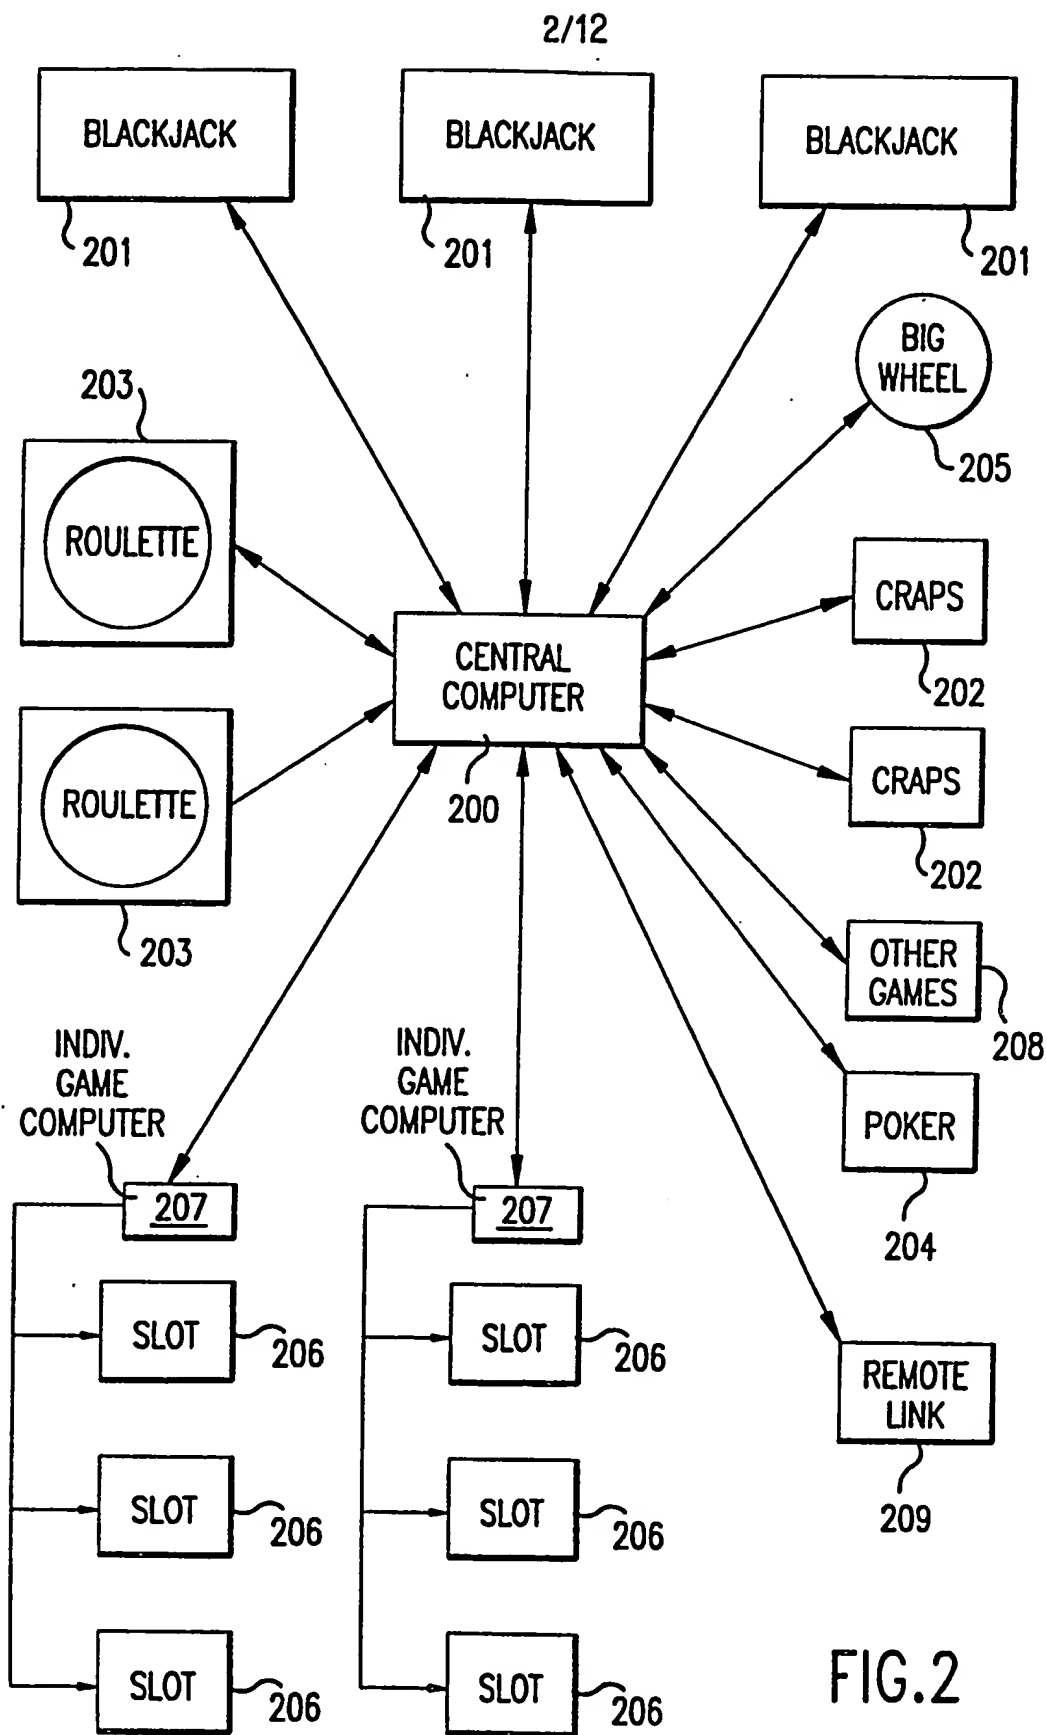 2/12
BLACKJACK
BLACKJACK
BLACKJACK
201
201
201
BIG
WHEEL
205
203
ROULETTE
CRAPS
202
CENTRAL
COMPUTER
200
ROULETTE
203
CRAPS
202
OTHER
GAMES
208
INDIV.
GAME
COMPUTER
207
INDIV.
GAME
COMPUTER
207
POKER
204
SLOT
206
SLOT
206
SLOT
206
SLOT
206
SLOT
206
SLOT
206
REMOTE
LINK
209
FIG.2